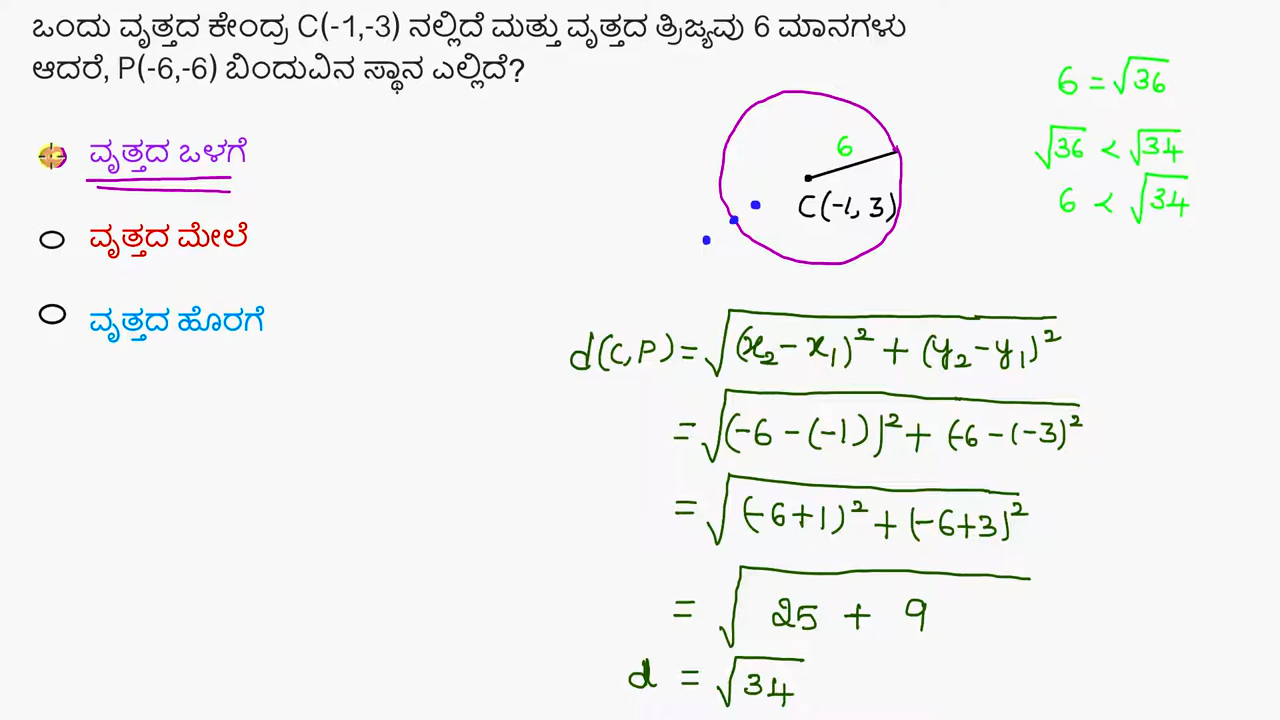 ಒಂದು ವೃತ್ತದ ಕೇಂದ್ರ C(-1,-3) ನಲ್ಲಿದೆ ಮತ್ತು ವೃತ್ತದ ತ್ರಿಜ್ಯವು 6 ಮಾನಗಳು
ಆದರೆ, P(-6,-6) ಬಿಂದುವಿನ ಸ್ಥಾನ ಎಲ್ಲಿದೆ?
ವೃತ್ತದ ಒಳಗೆ
ವೃತ್ತದ ಮೇಲೆ
ವೃತ್ತದ ಹೊರಗೆ
6
C(-1, 3)
6 = √36
√36 < √34
6 < √34
d(C,P) = √(x₂ - x₁)² + (y₂ - y₁)²
= √(-6 - (-1))² + (-6 - (-3)²
= √(-6+1)² + (-6+3)²
= √25 + 9
d = √34